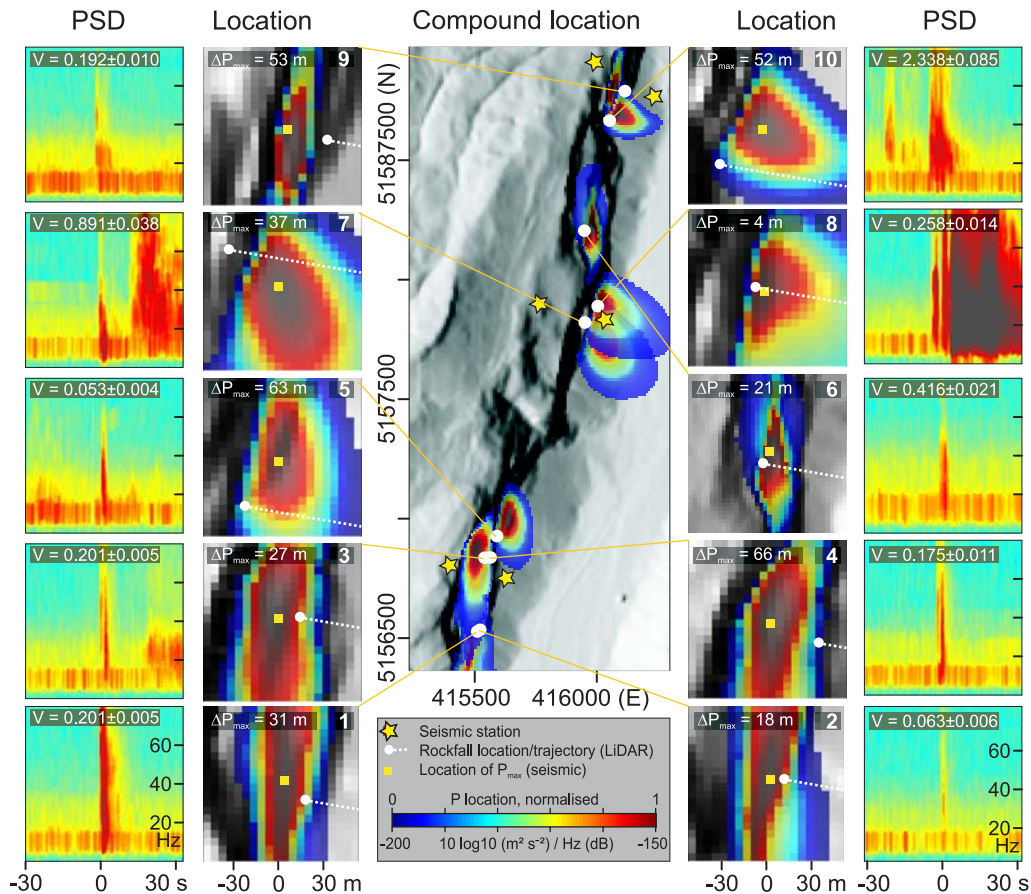 PSD
Location
Compound location
Location
PSD
V = 0.192±0.010
ΔPmax = 53 m
9
ΔPmax = 52 m
10
V = 2.338±0.085
V = 0.891±0.038
ΔPmax = 37 m
7
ΔPmax = 4 m
8
V = 0.258±0.014
V = 0.053±0.004
ΔPmax = 63 m
5
ΔPmax = 21 m
6
V = 0.416±0.021
V = 0.201±0.005
ΔPmax = 27 m
3
ΔPmax = 66 m
4
V = 0.175±0.011
V = 0.201±0.005
ΔPmax = 31 m
1
ΔPmax = 18 m
2
V = 0.063±0.006
5158750 (N)
5157500
5156500
415500
416000 (E)
60
40
20
Hz
60
40
20
Hz
-30
0
30 s
-30
0
30 m
-30
0
30 m
-30
0
30 s
Seismic station
Rockfall location/trajectory (LiDAR)
Location of Pmax (seismic)
0
P location, normalised
1
-200
10 log10 (m² s⁻²) / Hz (dB)
-150